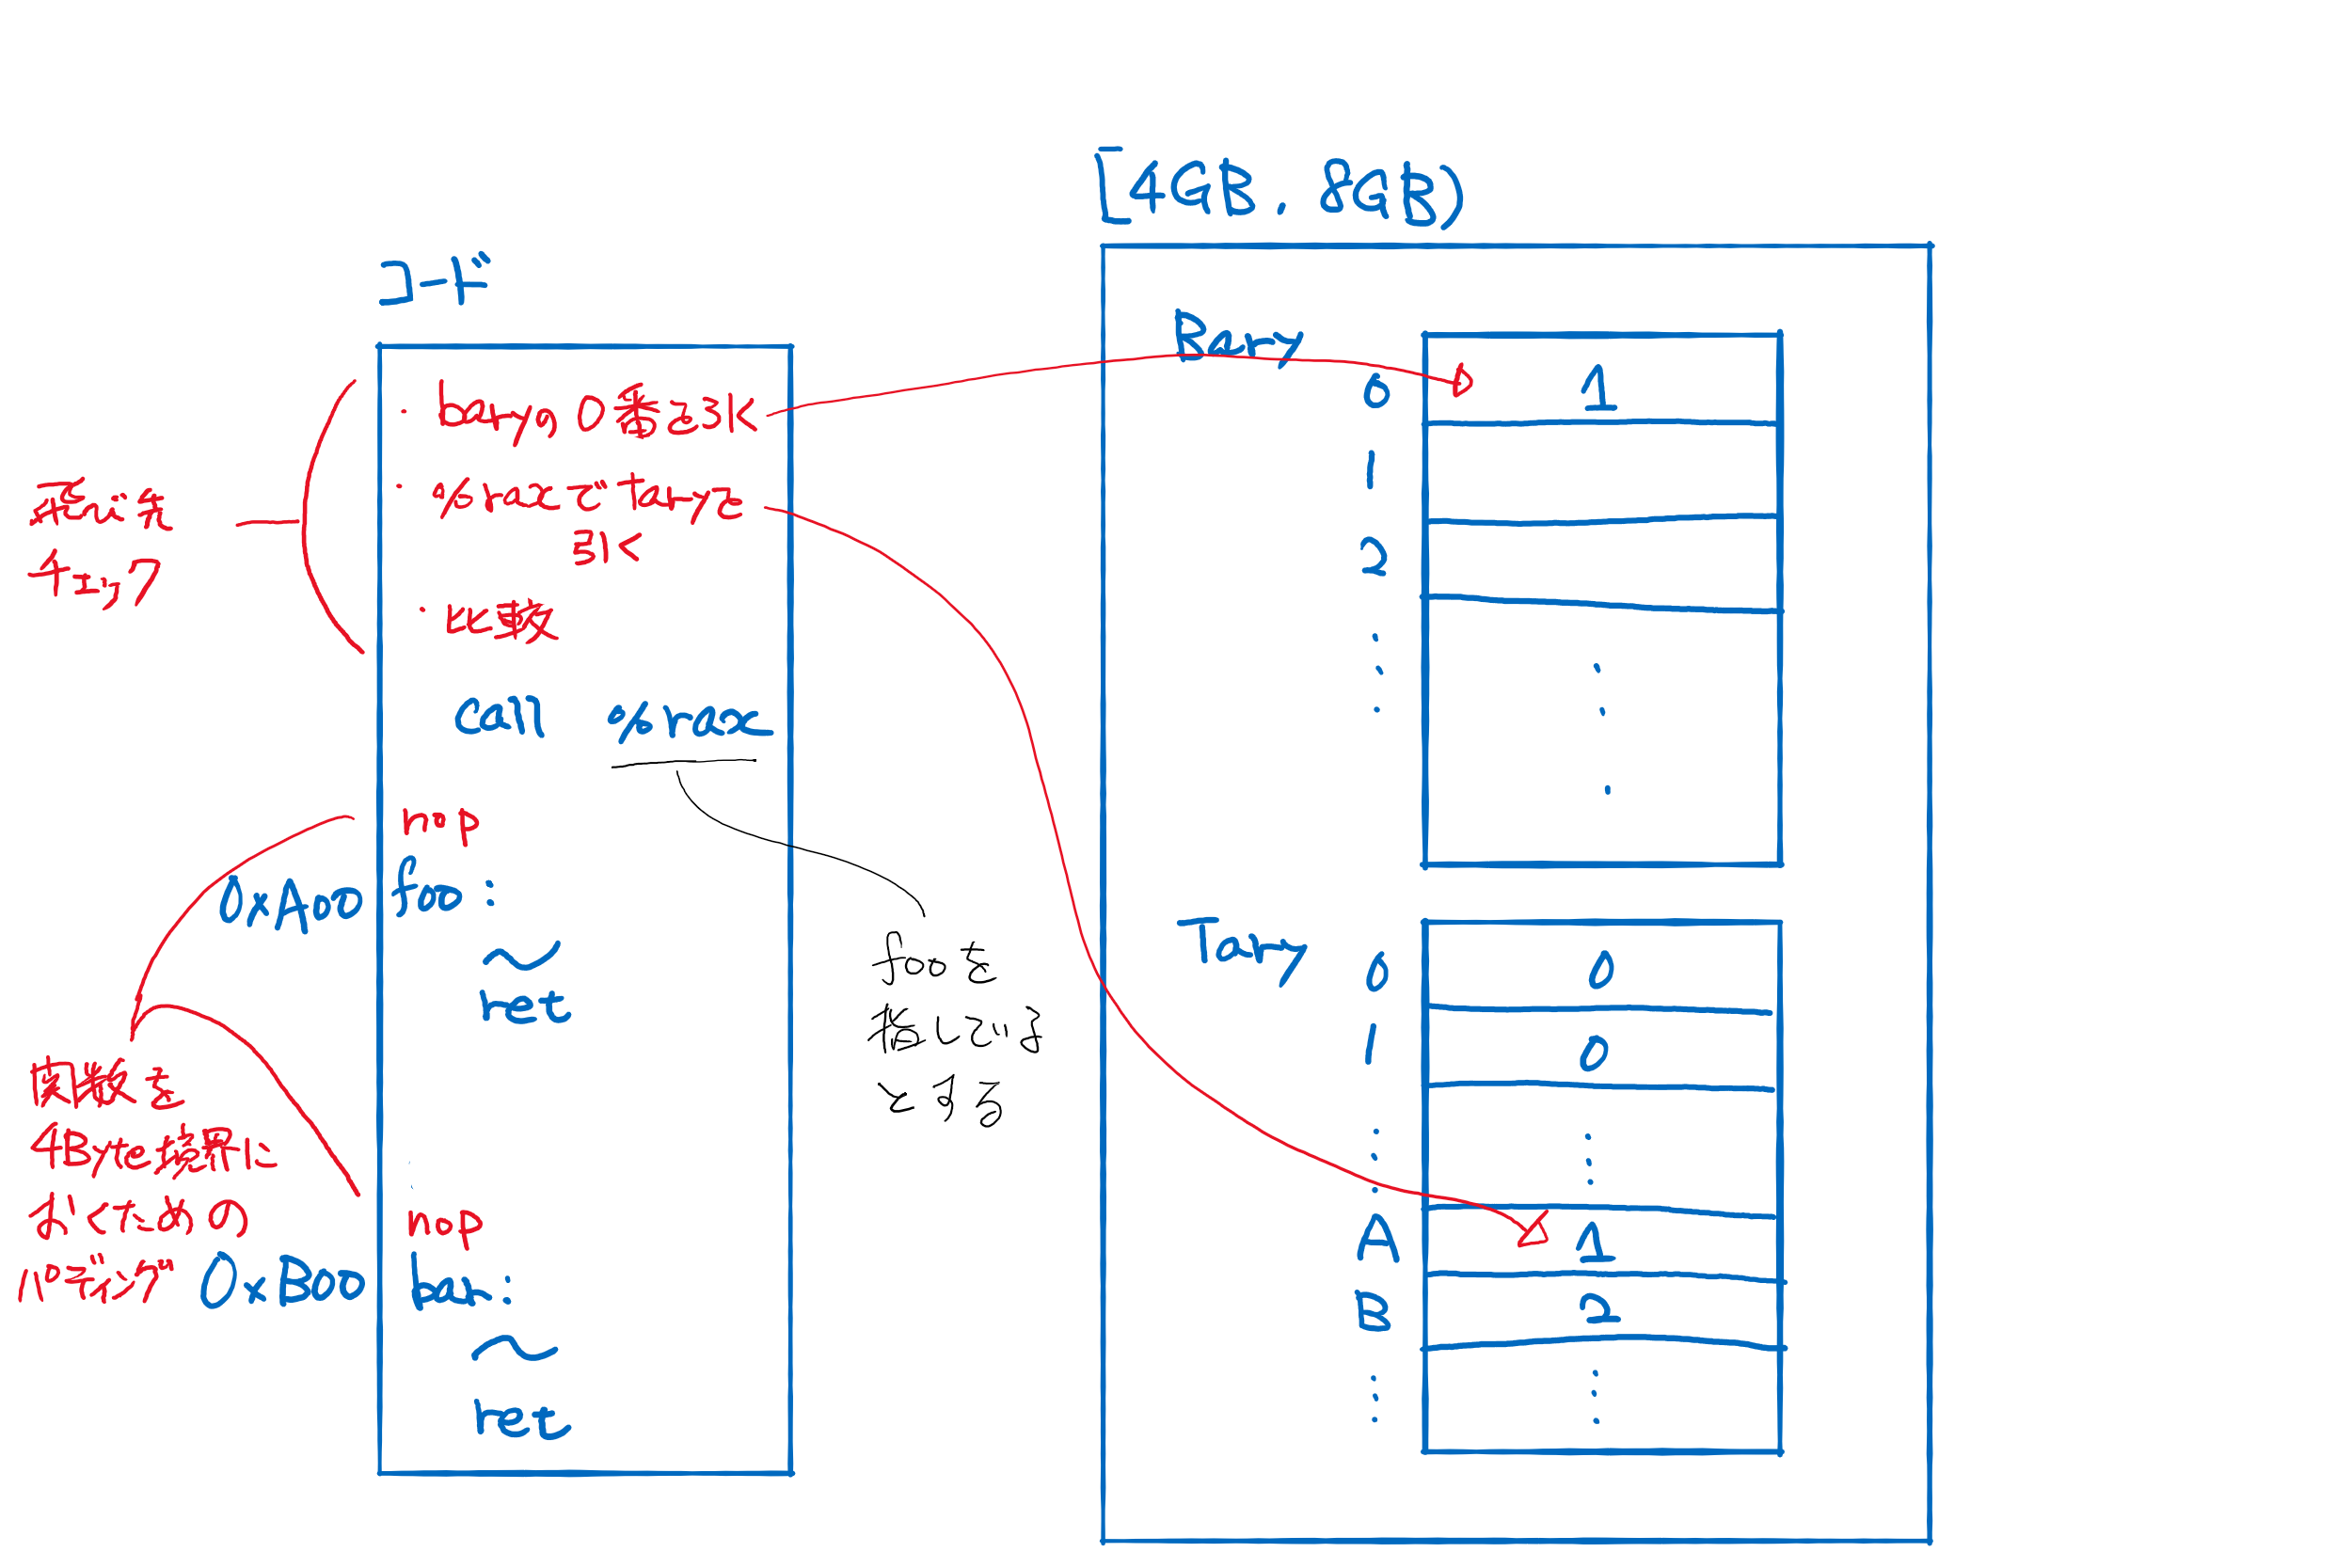 コード
・baryの0番を引く
・%raxでtaryを
引く
・比較
call %rax
nop
0xA00 foo:
~
ret
nop
0xB00 bar:
~
ret
飛び先
チェック
関数を
4Byte境界に
おくための
パディング
fooを
指している
とする
[4GB, 8GB)
Bary
0 1
1
2
Tary
0 0
1 0
A 1
B 2